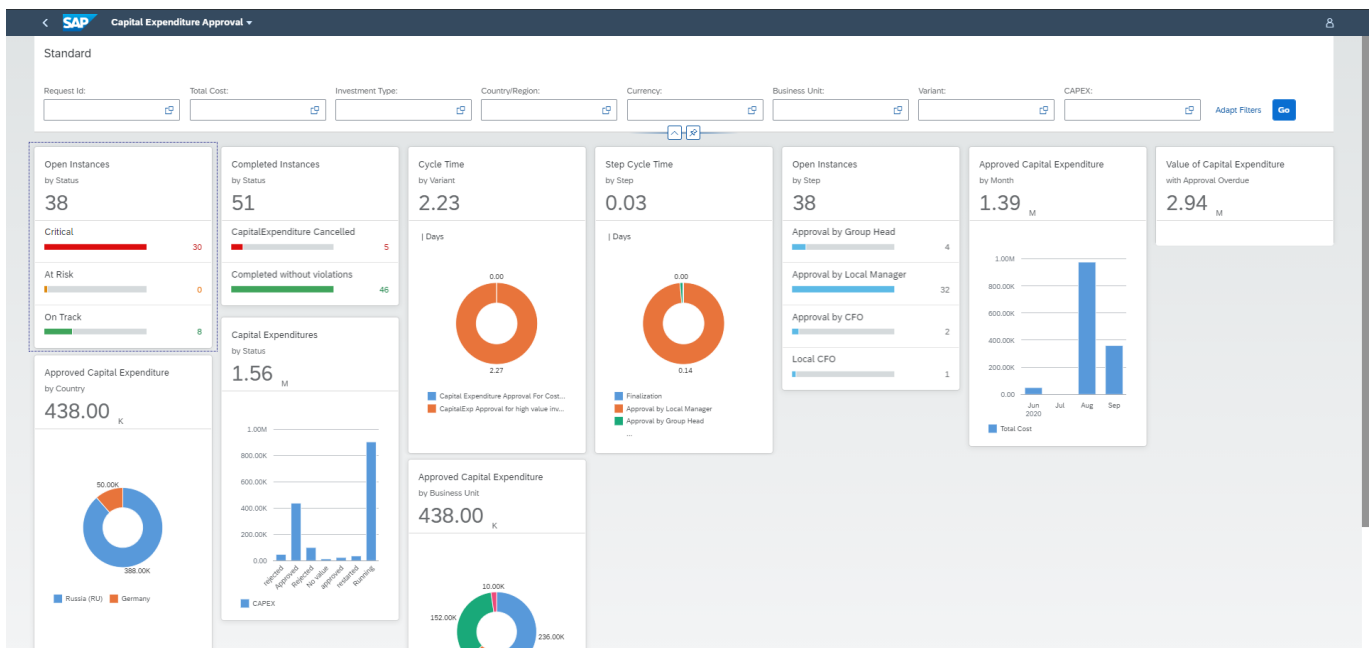 SAP Capital Expenditure Approval
Standard
Request Id:
Total Cost:
Investment Type:
Country/Region:
Currency:
Business Unit:
Variant:
CAPEX:
Adapt Filters
Go
Open Instances
by Status
38
Critical
30
At Risk
0
On Track
8
Completed Instances
by Status
51
CapitalExpenditure Cancelled
5
Completed without violations
46
Cycle Time
by Variant
2.23
| Days
0.00
2.27
Capital Expenditure Approval For Cost...
CapitalExp Approval for high value inv...
Step Cycle Time
by Step
0.03
| Days
0.00
0.14
Finalization
Approval by Local Manager
Approval by Group Head
...
Open Instances
by Step
38
Approval by Group Head
4
Approval by Local Manager
32
Approval by CFO
2
Local CFO
1
Approved Capital Expenditure
by Month
1.39 M
1.00M
800.00K
600.00K
400.00K
200.00K
0.00
Jun Jul Aug Sep
2020
Total Cost
Value of Capital Expenditure
with Approval Overdue
2.94 M
Approved Capital Expenditure
by Country
438.00 K
50.00K
388.00K
Russia (RU) Germany
Capital Expenditures
by Status
1.56 M
1.00M
800.00K
600.00K
400.00K
200.00K
0.00
rejected Approved Rejected No value approved restarted Running
CAPEX
Approved Capital Expenditure
by Business Unit
438.00 K
10.00K
152.00K
236.00K